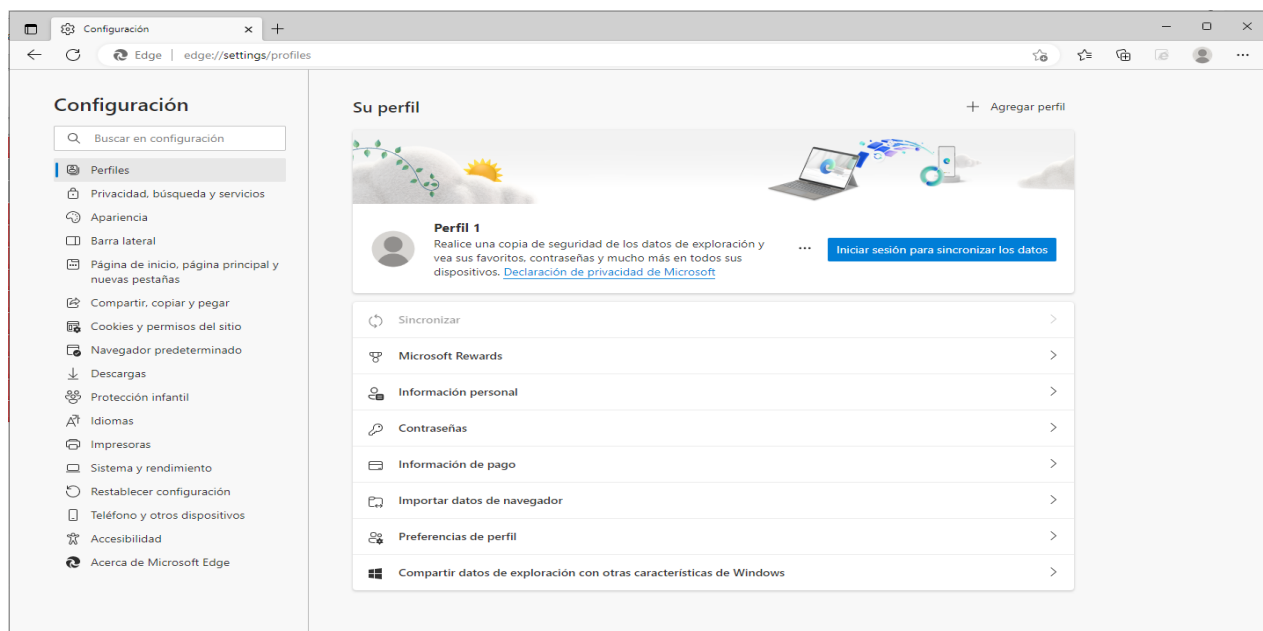 Configuración
Edge | edge://settings/profiles
Configuración
Buscar en configuración
Perfiles
Privacidad, búsqueda y servicios
Apariencia
Barra lateral
Página de inicio, página principal y
nuevas pestañas
Compartir, copiar y pegar
Cookies y permisos del sitio
Navegador predeterminado
Descargas
Protección infantil
Idiomas
Impresoras
Sistema y rendimiento
Restablecer configuración
Teléfono y otros dispositivos
Accesibilidad
Acerca de Microsoft Edge
Su perfil
Agregar perfil
Perfil 1
Realice una copia de seguridad de los datos de exploración y
vea sus favoritos, contraseñas y mucho más en todos sus
dispositivos. Declaración de privacidad de Microsoft
Iniciar sesión para sincronizar los datos
Sincronizar
Microsoft Rewards
Información personal
Contraseñas
Información de pago
Importar datos de navegador
Preferencias de perfil
Compartir datos de exploración con otras características de Windows